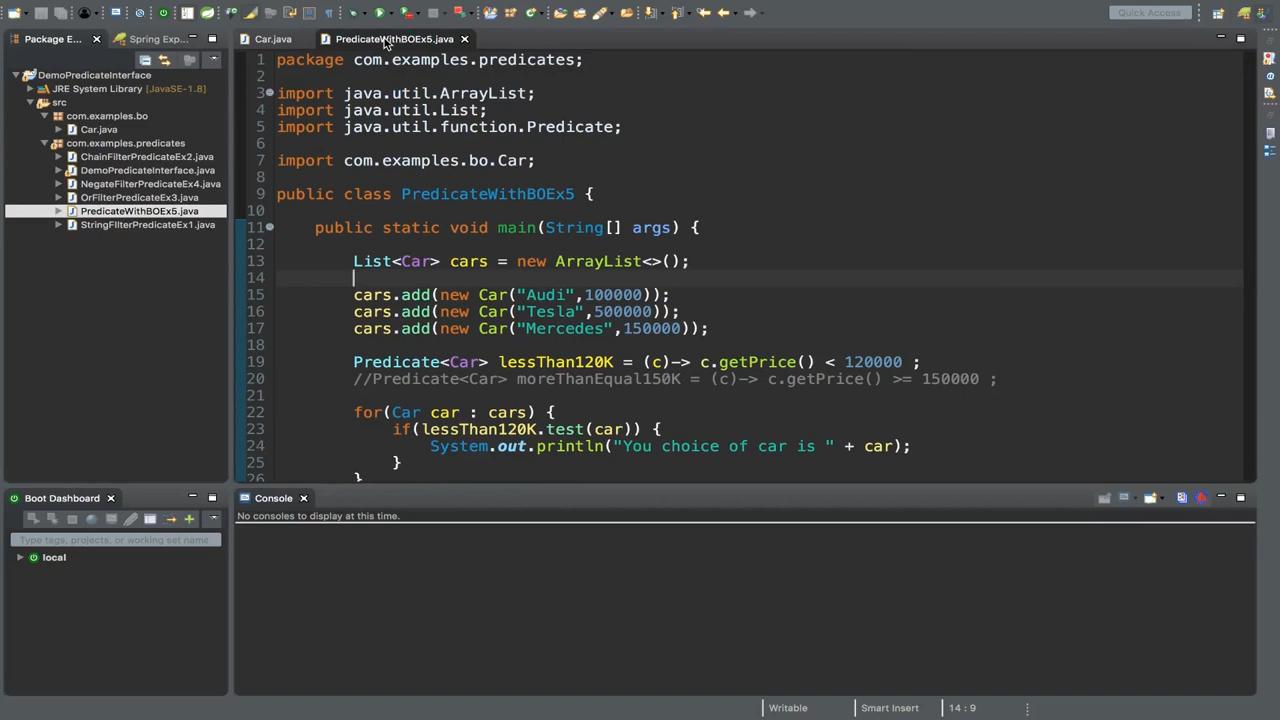 Quick Access
Package E...
Spring Exp...
DemoPredicateInterface
JRE System Library [JavaSE-1.8]
src
com.examples.bo
Car.java
com.examples.predicates
ChainFilterPredicateEx2.java
DemoPredicateInterface.java
NegateFilterPredicateEx4.java
OrFilterPredicateEx3.java
PredicateWithBOEx5.java
StringFIlterPredicateEx1.java
Car.java
PredicateWithBOEx5.java
1 package com.examples.predicates;
2
3 import java.util.ArrayList;
4 import java.util.List;
5 import java.util.function.Predicate;
6
7 import com.examples.bo.Car;
8
9 public class PredicateWithBOEx5 {
10
11 public static void main(String[] args) {
12
13 List<Car> cars = new ArrayList<>();
14
15 cars.add(new Car("Audi",100000));
16 cars.add(new Car("Tesla",500000));
17 cars.add(new Car("Mercedes",150000));
18
19 Predicate<Car> lessThan120K = (c)-> c.getPrice() < 120000 ;
20 //Predicate<Car> moreThanEqual150K = (c)-> c.getPrice() >= 150000 ;
21
22 for(Car car : cars) {
23 if(lessThan120K.test(car)) {
24 System.out.println("You choice of car is " + car);
25 }
26 }
Boot Dashboard
Type tags, projects, or working set name
local
Console
No consoles to display at this time.
Writable
Smart Insert
14 : 9